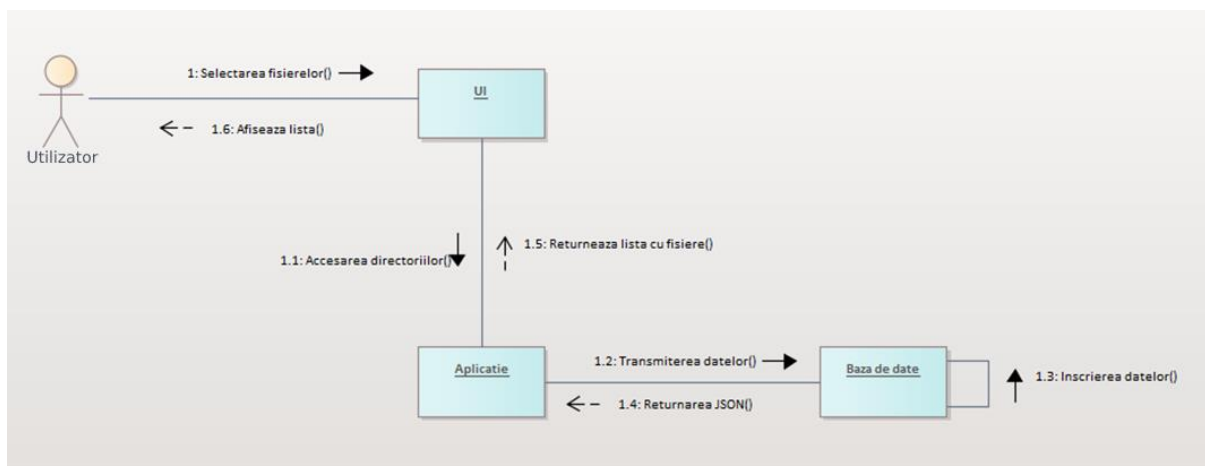 1: Selectarea fisierelor()
UI
1.6: Afiseaza lista()
Utilizator
1.5: Returneaza lista cu fisiere()
1.1: Accesarea directoriilor()
1.2: Transmiterea datelor()
Aplicatie
Baza de date
1.3: Inscrierea datelor()
1.4: Returnarea JSON()